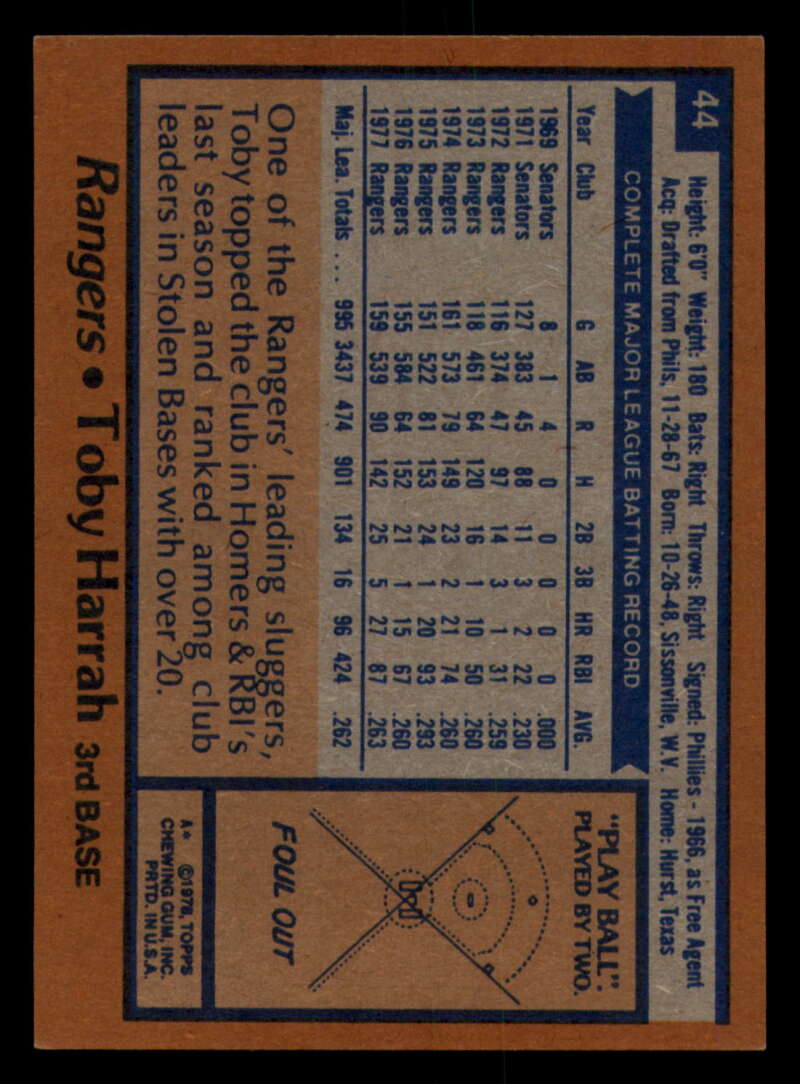 44
Height: 6'0" Weight: 180 Bats: Right Throws: Right Signed: Phillies - 1966, as Free Agent
Acq: Drafted from Phils, 11-28-67 Born: 10-26-48, Sissonville, W.V. Home: Hurst, Texas
COMPLETE MAJOR LEAGUE BATTING RECORD
Year Club G AB R H 2B 3B HR RBI AVG.
1969 Senators 8 1 4 0 0 0 0 0 .000
1971 Senators 127 383 45 88 11 3 2 22 .230
1972 Rangers 116 374 47 97 14 3 1 31 .259
1973 Rangers 118 461 64 120 16 1 10 50 .260
1974 Rangers 161 573 79 149 23 2 21 74 .260
1975 Rangers 151 522 81 153 24 1 20 93 .293
1976 Rangers 155 584 64 152 21 1 15 67 .260
1977 Rangers 159 539 90 142 25 5 27 87 .263
Maj. Lea. Totals ... 995 3437 474 901 134 16 96 424 .262
One of the Rangers' leading sluggers,
Toby topped the club in Homers & RBI's
last season and ranked among club
leaders in Stolen Bases with over 20.
Rangers • Toby Harrah 3rd BASE
"PLAY BALL".
PLAYED BY TWO.
FOUL OUT
A* ©1978, TOPPS
CHEWING GUM, INC.
PRTD. IN U.S.A.